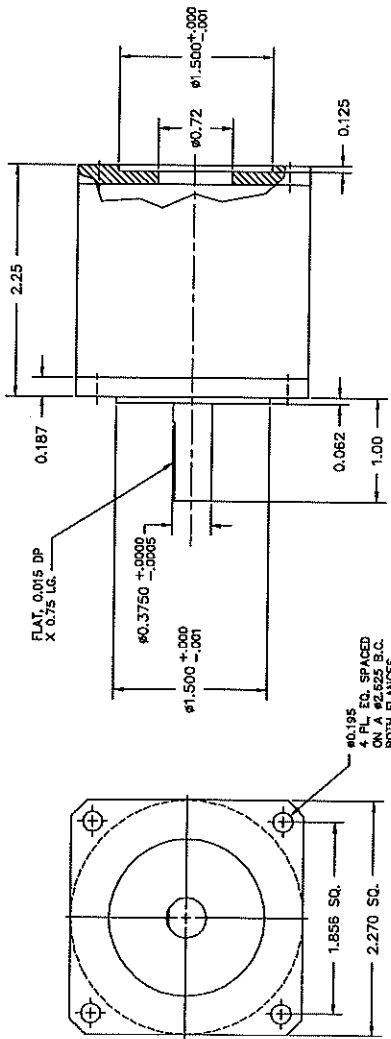 2.25
0.187
FLAT, 0.015 DP
X 0.75 LG.
ø0.3750 +.0000
-.0005
ø1.500 +.000
-.001
ø1.500 +.000
-.001
ø0.72
0.125
0.062
1.00
ø0.195
4 PL, EQ. SPACED
ON A ø2.625 B.C.
BOTH FLANGES
1.856 SQ.
2.270 SQ.